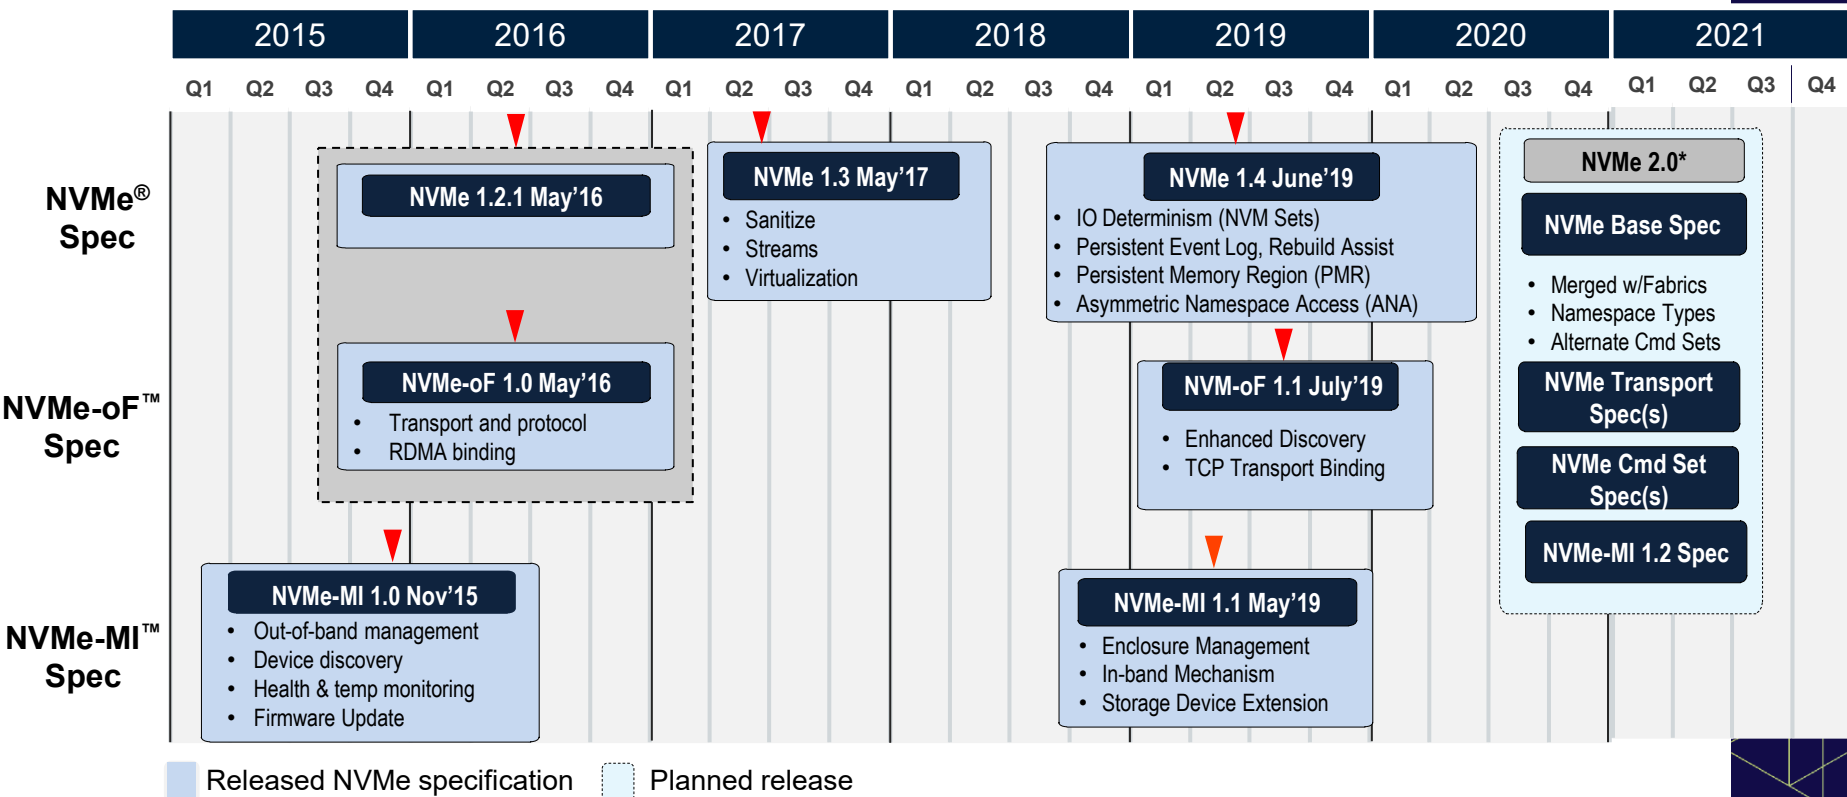 2015 2016 2017 2018 2019 2020 2021
Q1 Q2 Q3 Q4 Q1 Q2 Q3 Q4 Q1 Q2 Q3 Q4 Q1 Q2 Q3 Q4 Q1 Q2 Q3 Q4 Q1 Q2 Q3 Q4 Q1 Q2 Q3 Q4
NVMe®
Spec
NVMe 1.2.1 May’16
NVMe 1.3 May’17
• Sanitize
• Streams
• Virtualization
NVMe 1.4 June’19
• IO Determinism (NVM Sets)
• Persistent Event Log, Rebuild Assist
• Persistent Memory Region (PMR)
• Asymmetric Namespace Access (ANA)
NVMe 2.0*
NVMe Base Spec
• Merged w/Fabrics
• Namespace Types
• Alternate Cmd Sets
NVMe Transport
Spec(s)
NVMe Cmd Set
Spec(s)
NVMe-MI 1.2 Spec
NVMe-oF™
Spec
NVMe-oF 1.0 May’16
• Transport and protocol
• RDMA binding
NVM-oF 1.1 July’19
• Enhanced Discovery
• TCP Transport Binding
NVMe-MI™
Spec
NVMe-MI 1.0 Nov’15
• Out-of-band management
• Device discovery
• Health & temp monitoring
• Firmware Update
NVMe-MI 1.1 May’19
• Enclosure Management
• In-band Mechanism
• Storage Device Extension
Released NVMe specification
Planned release